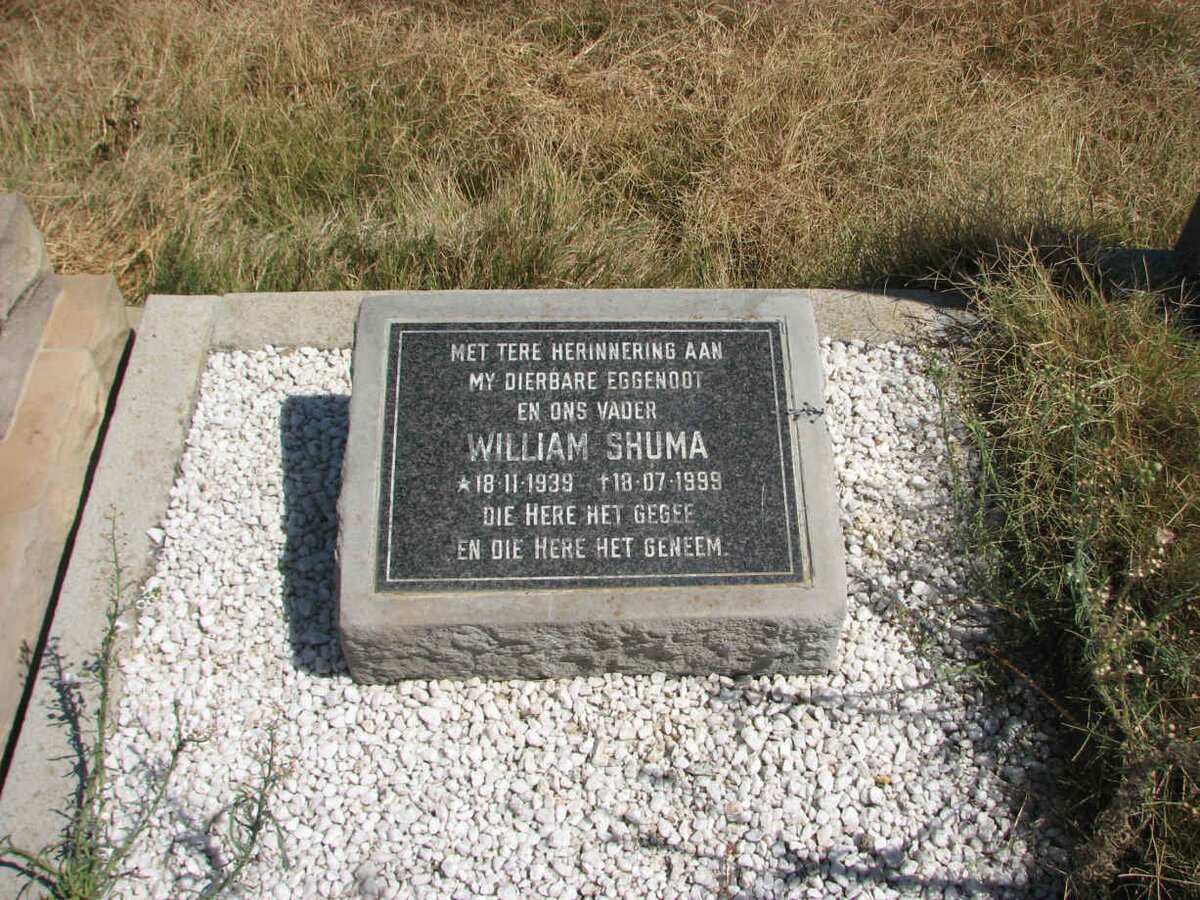 MET TERE HERINNERING AAN
MY DIERBARE EGGENOOT
EN ONS VADER
WILLIAM SHUMA
*18·11·1939 †18·07·1999
DIE HERE HET GEGEE
EN DIE HERE HET GENEEM.